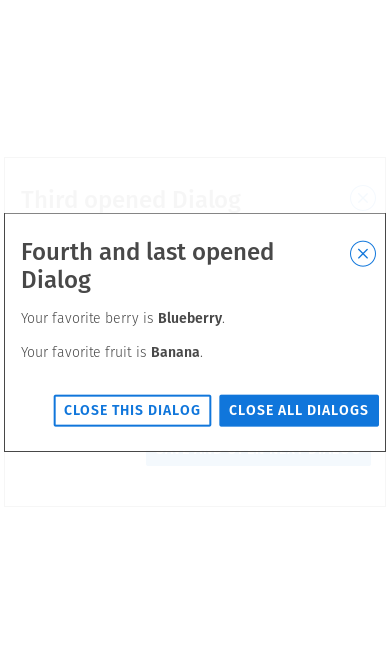 Third opened Dialog
Fourth and last opened
Dialog
Your favorite berry is Blueberry.
Your favorite fruit is Banana.
CLOSE THIS DIALOG
CLOSE ALL DIALOGS